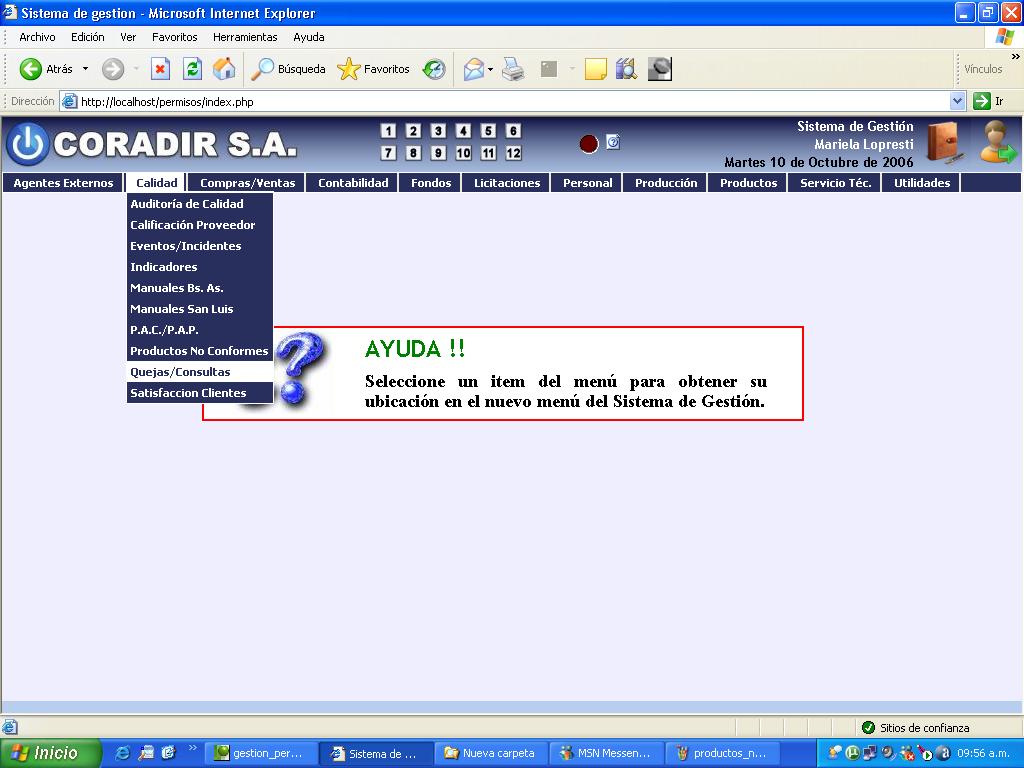 Sistema de gestion - Microsoft Internet Explorer
Archivo Edición Ver Favoritos Herramientas Ayuda
Atrás Búsqueda Favoritos Vínculos »
Dirección http://localhost/permisos/index.php Ir
CORADIR S.A.
1 2 3 4 5 6
7 8 9 10 11 12
Sistema de Gestión
Mariela Lopresti
Martes 10 de Octubre de 2006
Agentes Externos Calidad Compras/Ventas Contabilidad Fondos Licitaciones Personal Producción Productos Servicio Téc. Utilidades
Auditoría de Calidad
Calificación Proveedor
Eventos/Incidentes
Indicadores
Manuales Bs. As.
Manuales San Luis
P.A.C./P.A.P.
Productos No Conformes
Quejas/Consultas
Satisfaccion Clientes
?
AYUDA !!
Seleccione un item del menú para obtener su
ubicación en el nuevo menú del Sistema de Gestión.
Sitios de confianza
Inicio » gestion_per... Sistema de ... Nueva carpeta MSN Messen... productos_n... 09:56 a.m.